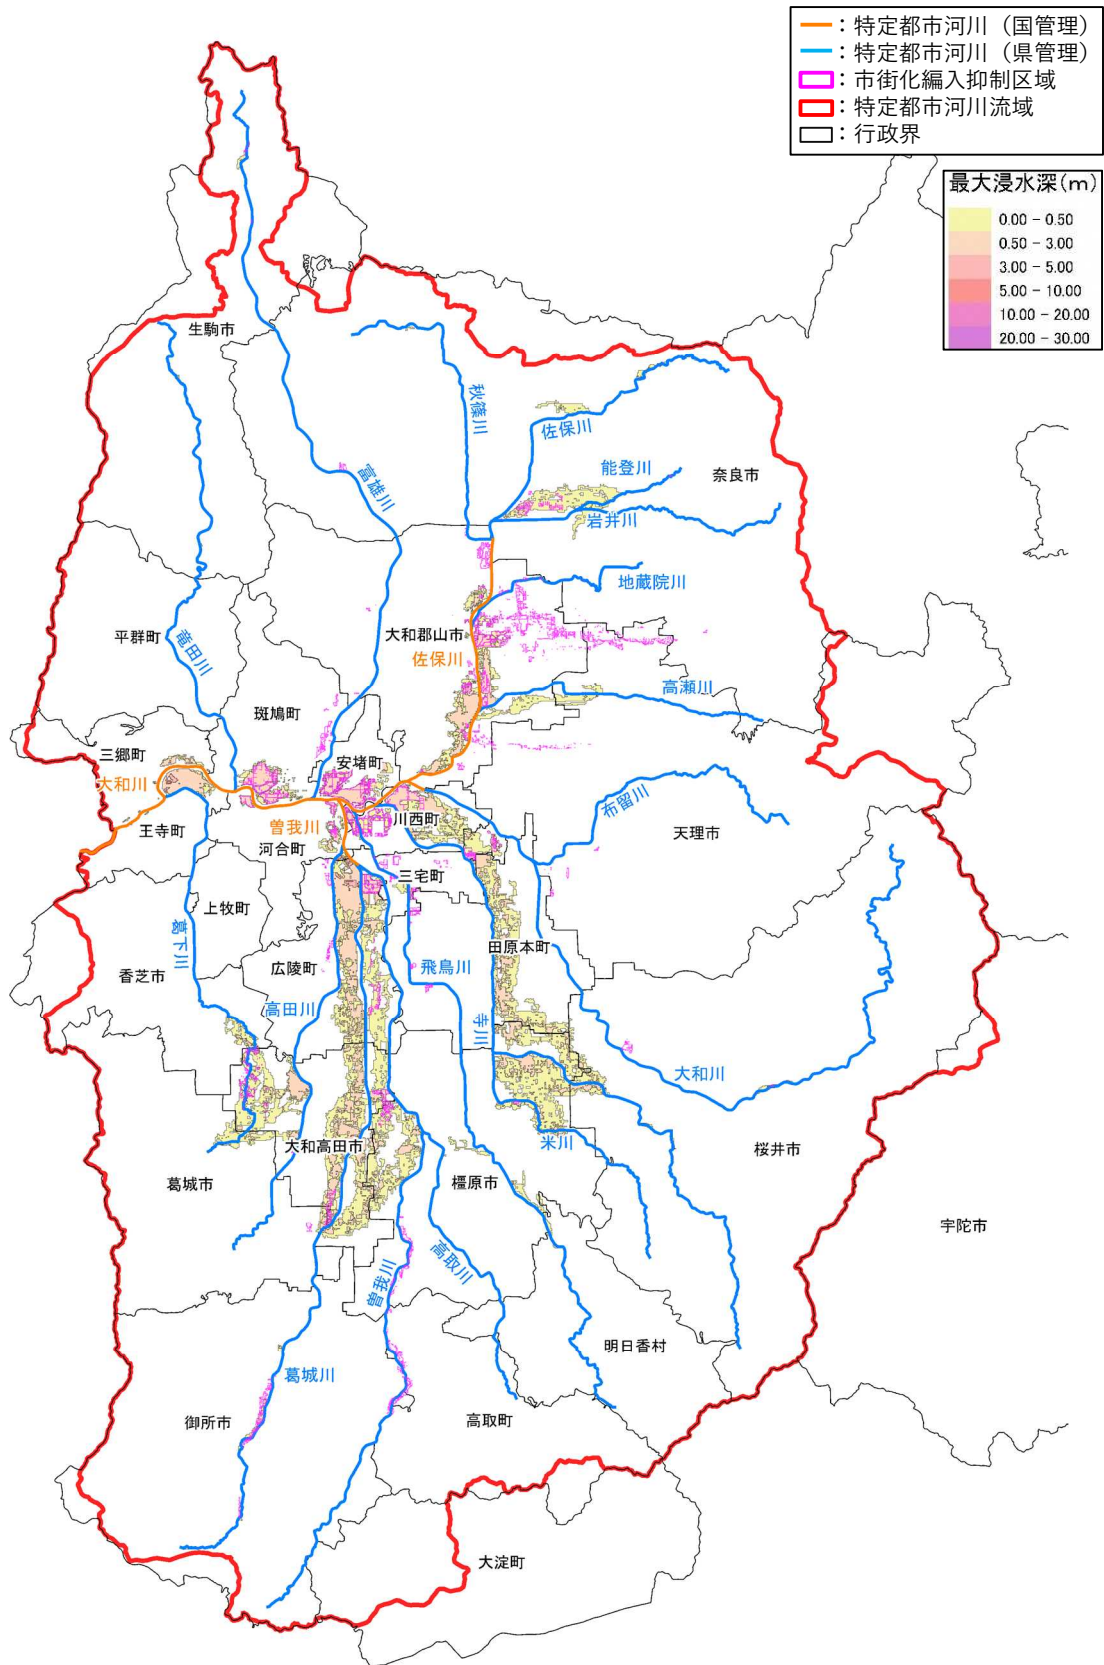 ：特定都市河川（国管理）
：特定都市河川（県管理）
：市街化編入抑制区域
：特定都市河川流域
：行政界
最大浸水深(m)
0.00 − 0.50
0.50 − 3.00
3.00 − 5.00
5.00 − 10.00
10.00 − 20.00
20.00 − 30.00
生駒市
秋篠川
佐保川
能登川
奈良市
富雄川
岩井川
地蔵院川
平群町
竜田川
大和郡山市
佐保川
高瀬川
斑鳩町
三郷町
安堵町
大和川
布留川
王寺町
曽我川
川西町
天理市
河合町
三宅町
上牧町
葛下川
田原本町
香芝市
広陵町
飛鳥川
高田川
寺川
大和川
大和高田市
米川
桜井市
葛城市
橿原市
宇陀市
高取川
曽我川
明日香村
葛城川
御所市
高取町
大淀町